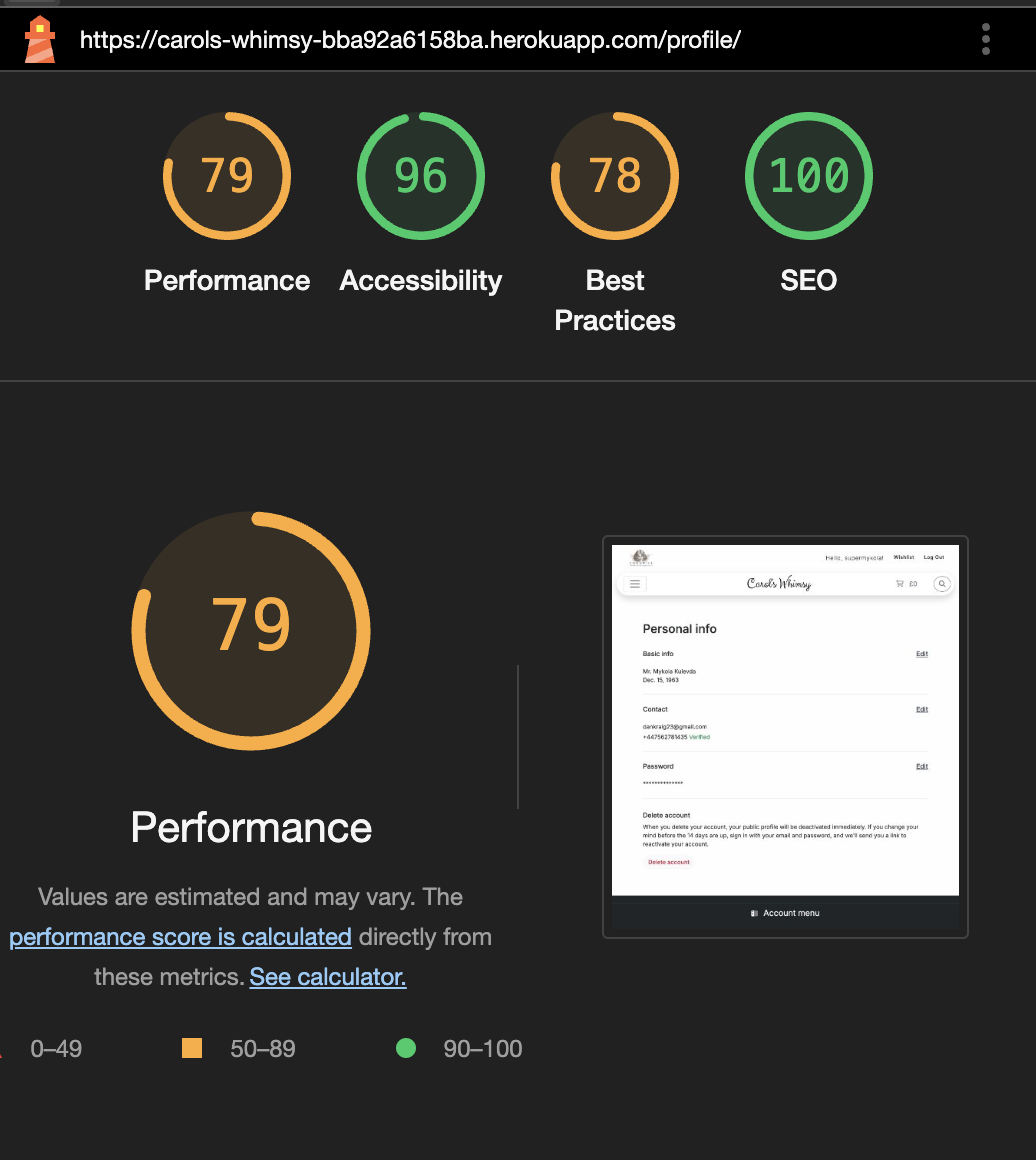 https://carols-whimsy-bba92a6158ba.herokuapp.com/profile/
79
96
78
100
Performance
Accessibility
Best
Practices
SEO
79
Performance
Values are estimated and may vary. The
performance score is calculated directly from
these metrics. See calculator.
0–49
50–89
90–100
Hello, supermykola!
Wishlist
Log Out
Carol's Whimsy
£0
Personal info
Basic info
Edit
Mr. Mykola Kulevda
Dec. 15, 1963
Contact
Edit
dankraig23@gmail.com
+447562781435 Verified
Password
Edit
**************
Delete account
When you delete your account, your public profile will be deactivated immediately. If you change your
mind before the 14 days are up, sign in with your email and password, and we'll send you a link to
reactivate your account.
Delete account
Account menu